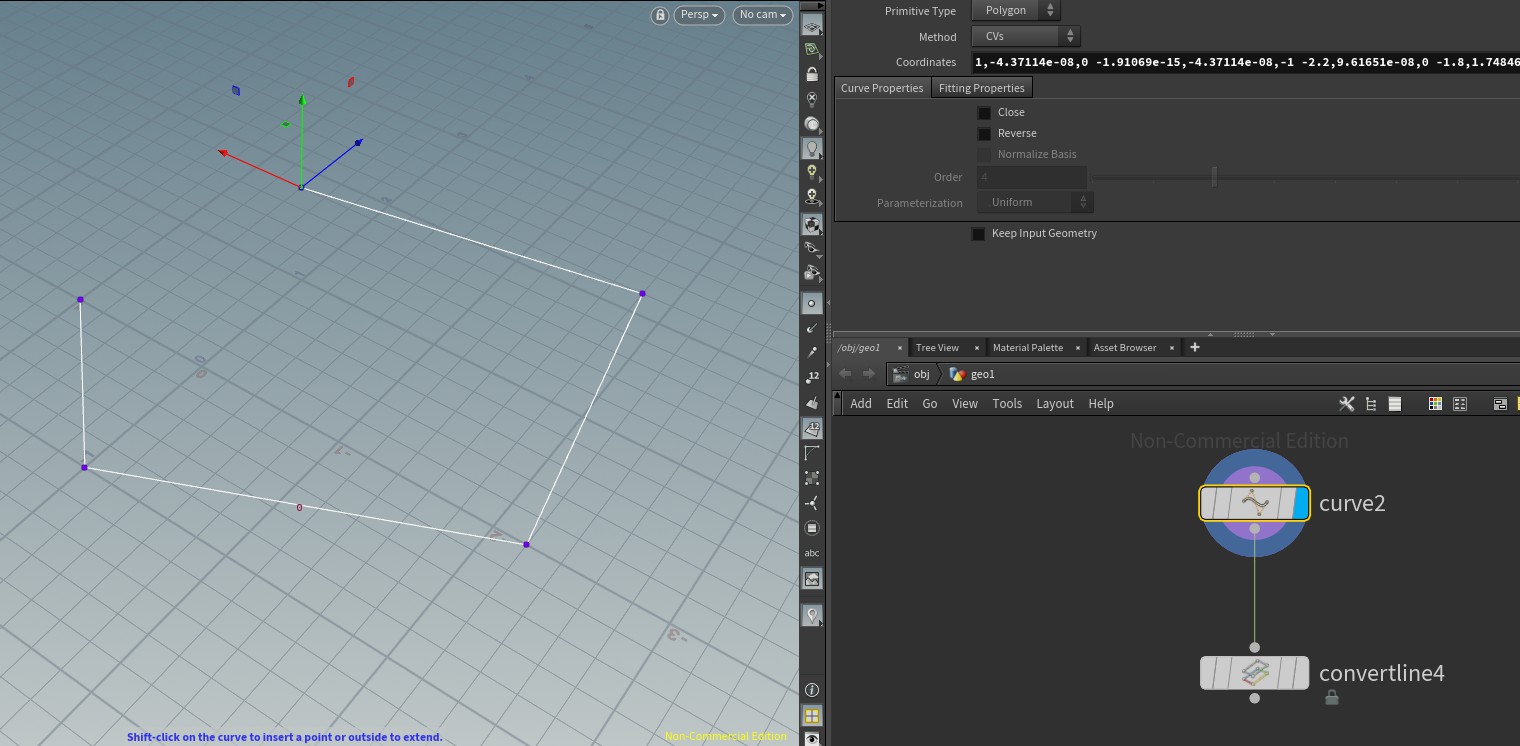 Persp
No cam
Primitive Type Polygon
Method CVs
Coordinates 1,-4.37114e-08,0 -1.91069e-15,-4.37114e-08,-1 -2.2,9.61651e-08,0 -1.8,1.74846
Curve Properties Fitting Properties
Close
Reverse
Normalize Basis
Order 4
Parameterization Uniform
Keep Input Geometry
/obj/geo1 × Tree View × Material Palette × Asset Browser × +
obj geo1
Add Edit Go View Tools Layout Help
Non-Commercial Edition
curve2
convertline4
12
12
abc
0
-1
-3
Shift-click on the curve to insert a point or outside to extend.
Non-Commercial Edition